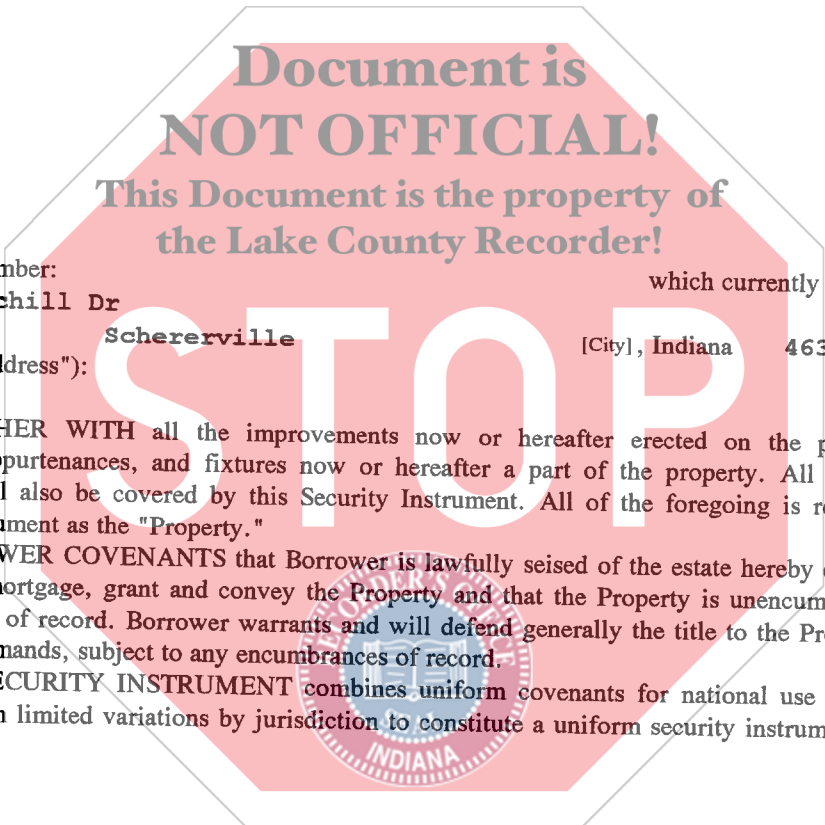 Document is
NOT OFFICIAL!
This Document is the property of
the Lake County Recorder!
STOP
nber:
which currently
chill Dr
Schererville
[City], Indiana 463
ldress"):
HER WITH all the improvements now or hereafter erected on the p
ppurtenances, and fixtures now or hereafter a part of the property. All
l also be covered by this Security Instrument. All of the foregoing is re
ument as the "Property."
WER COVENANTS that Borrower is lawfully seised of the estate hereby
ortgage, grant and convey the Property and that the Property is unencum
of record. Borrower warrants and will defend generally the title to the Pr
mands, subject to any encumbrances of record.
ECURITY INSTRUMENT combines uniform covenants for national use
n limited variations by jurisdiction to constitute a uniform security instrum
INDIANA